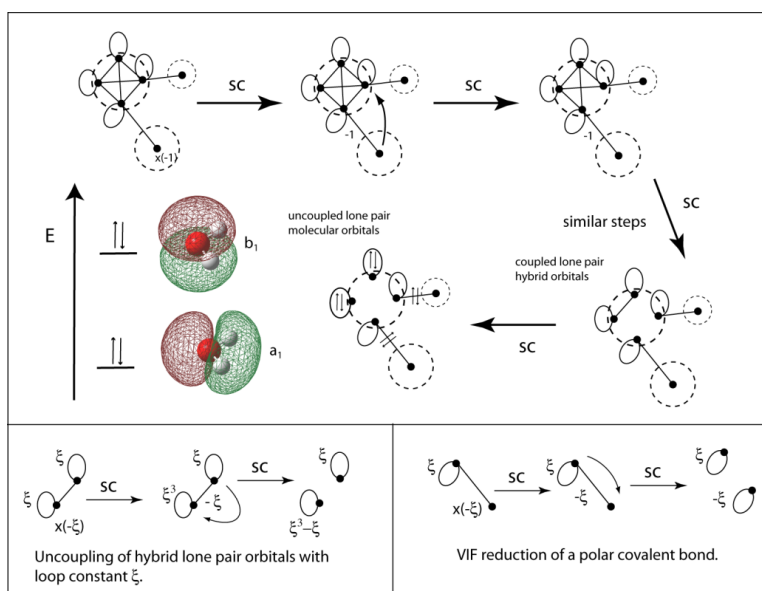 SC
SC
x(-1)
-1
-1
SC
E
uncoupled lone pair
molecular orbitals
similar steps
b₁
coupled lone pair
hybrid orbitals
SC
a₁
ξ
ξ
ξ
SC
SC
ξ
ξ³
-ξ
x(-ξ)
ξ³-ξ
Uncoupling of hybrid lone pair orbitals with
loop constant ξ.
ξ
ξ
SC
SC
-ξ
x(-ξ)
ξ
-ξ
VIF reduction of a polar covalent bond.